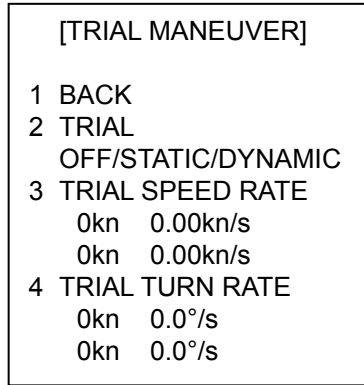 [TRIAL MANEUVER]
1 BACK
2 TRIAL
OFF/STATIC/DYNAMIC
3 TRIAL SPEED RATE
0kn 0.00kn/s
0kn 0.00kn/s
4 TRIAL TURN RATE
0kn 0.0°/s
0kn 0.0°/s